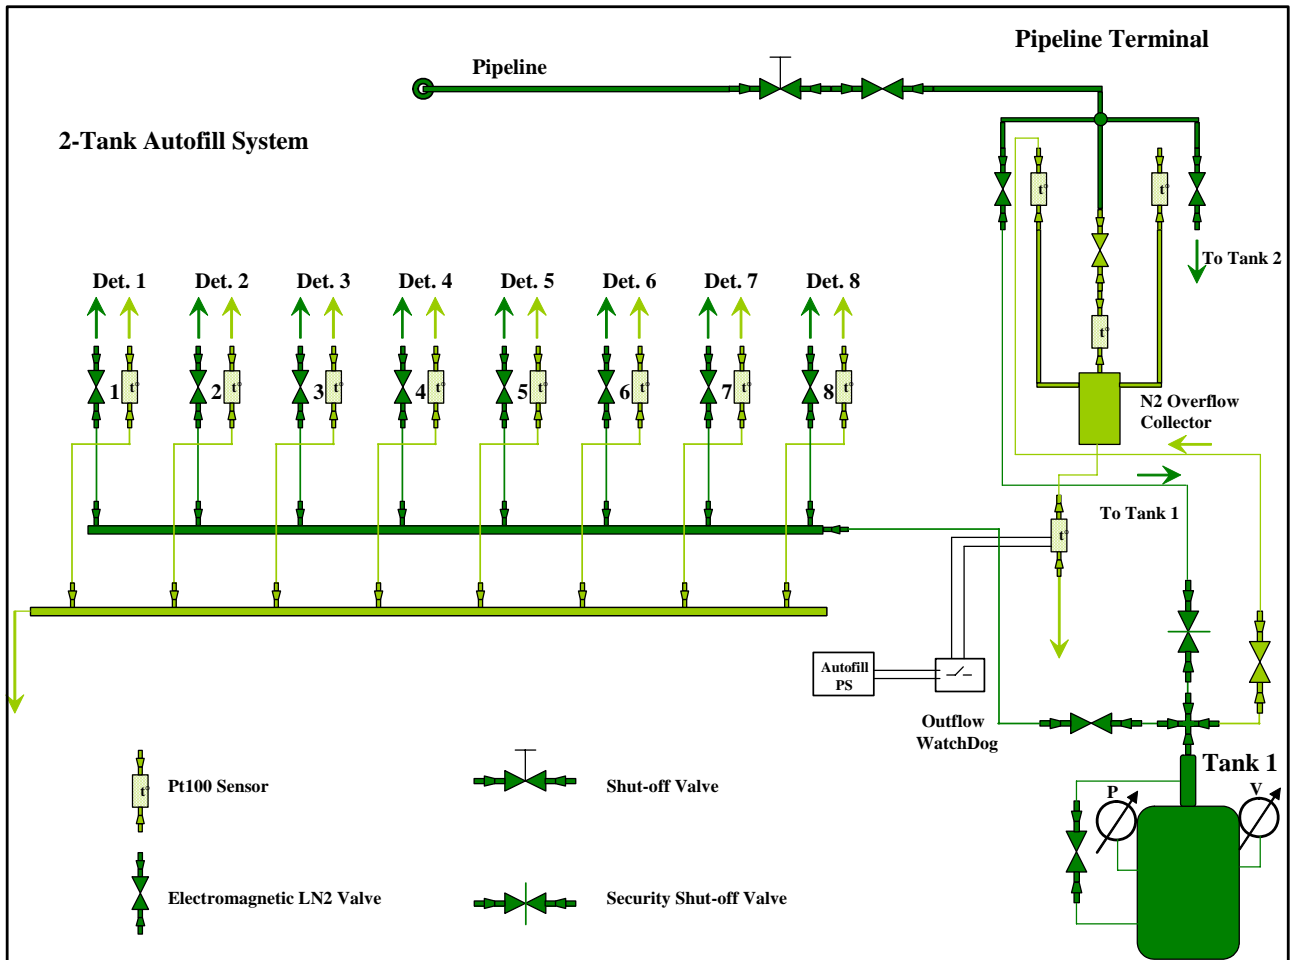 Pipeline Terminal
Pipeline
2-Tank Autofill System
t°
t°
To Tank 2
Det. 1 Det. 2 Det. 3 Det. 4 Det. 5 Det. 6 Det. 7 Det. 8
t°
1 t° 2 t° 3 t° 4 t° 5 t° 6 t° 7 t° 8 t°
N2 Overflow
Collector
To Tank 1
t°
Autofill
PS
Outflow
WatchDog
Tank 1
P
V
t°
Pt100 Sensor
Shut-off Valve
Electromagnetic LN2 Valve
Security Shut-off Valve